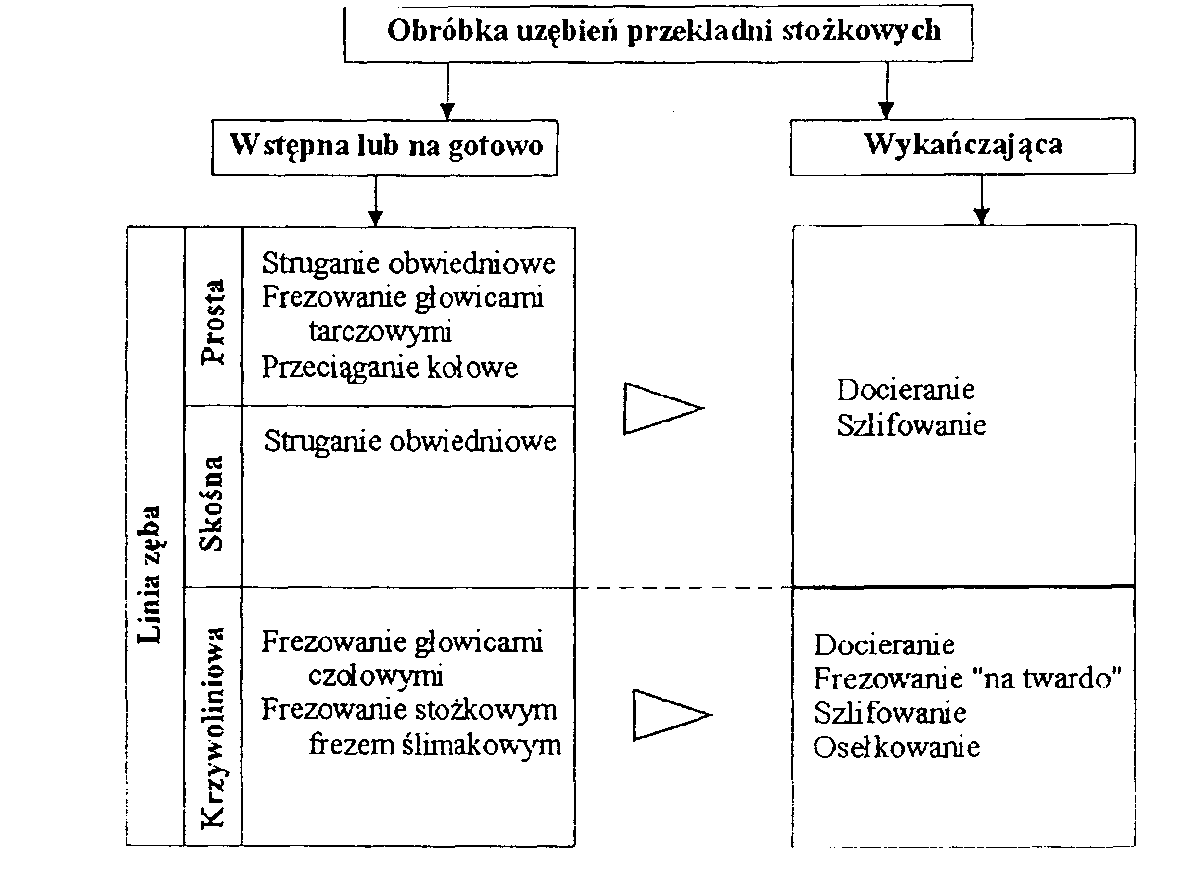 Obróbka uzębień przekladni stożkowych
Wstępna lub na gotowo
Wykańczająca
Linia zęba
Prosta
Struganie obwiedniowe
Frezowanie głowicami
tarczowymi
Przeciąganie kołowe
Skośna
Struganie obwiedniowe
Docieranie
Szlifowanie
Krzywoliniowa
Frezowanie głowicami
czołowymi
Frezowanie stożkowym
frezem ślimakowym
Docieranie
Frezowanie "na twardo"
Szlifowanie
Osełkowanie